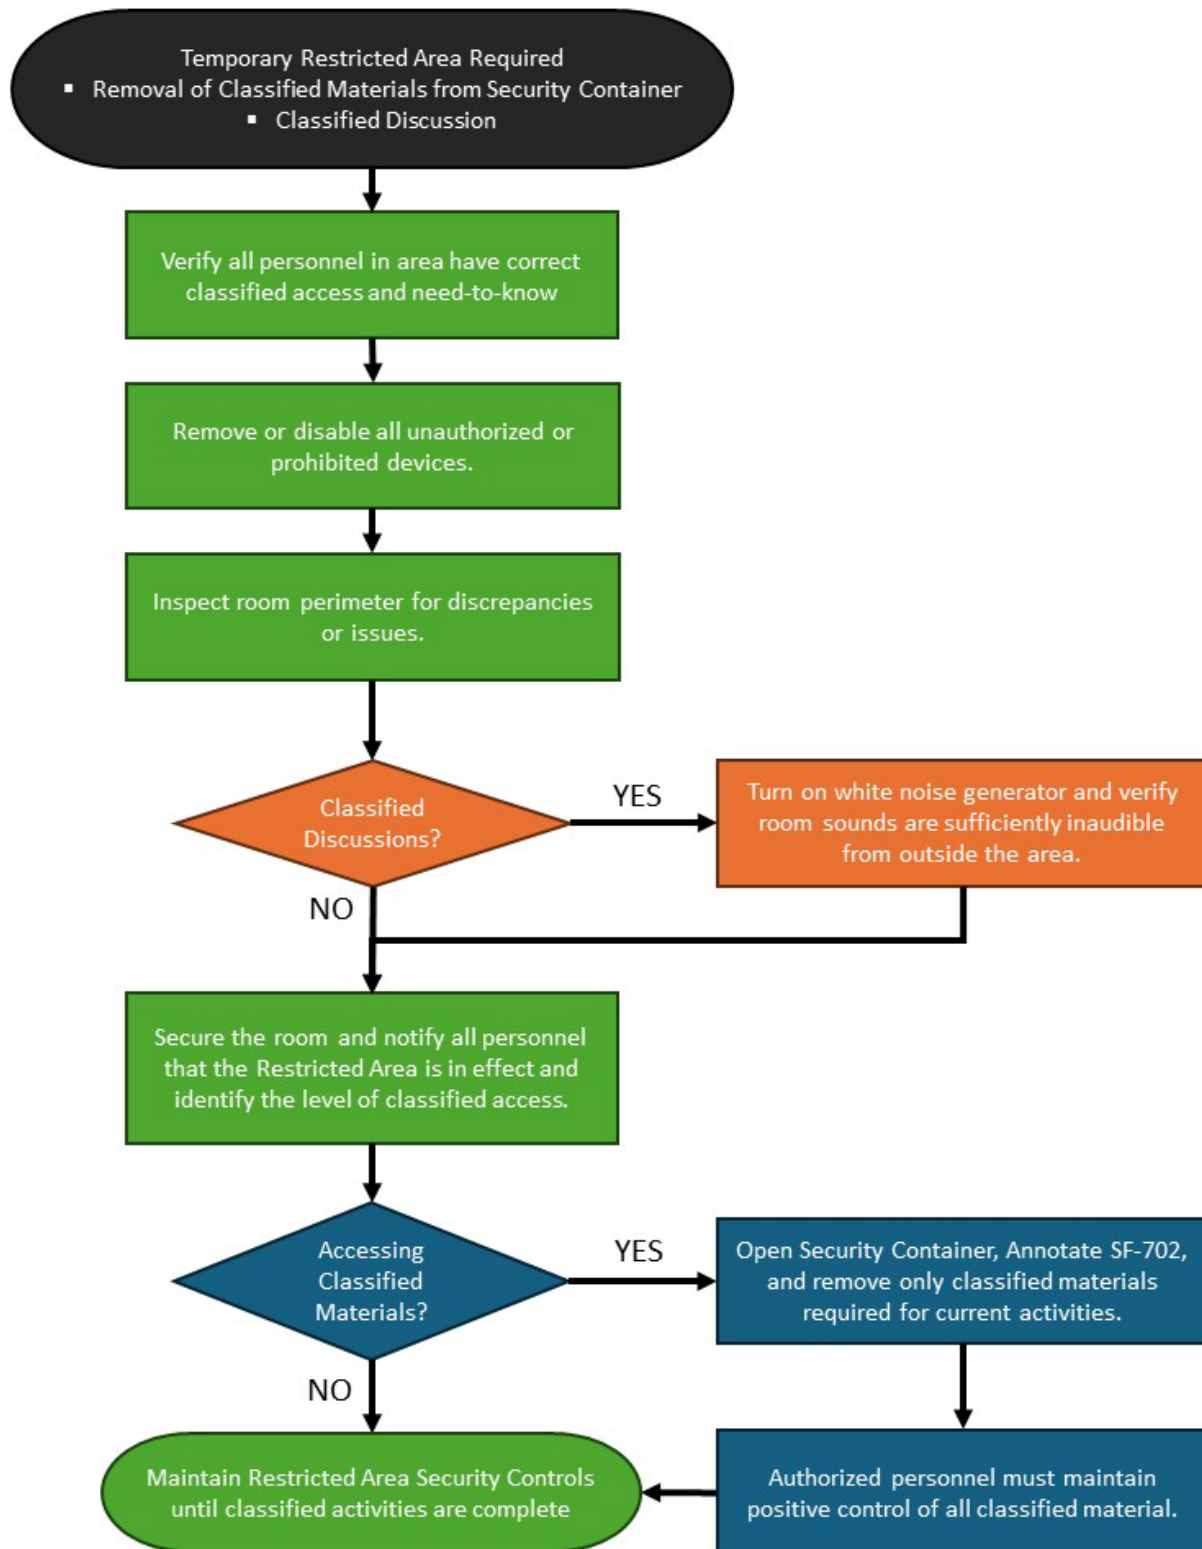 Temporary Restricted Area Required
▪ Removal of Classified Materials from Security Container
▪ Classified Discussion
Verify all personnel in area have correct
classified access and need-to-know
Remove or disable all unauthorized or
prohibited devices.
Inspect room perimeter for discrepancies
or issues.
Classified
Discussions?
YES
Turn on white noise generator and verify
room sounds are sufficiently inaudible
from outside the area.
NO
Secure the room and notify all personnel
that the Restricted Area is in effect and
identify the level of classified access.
Accessing
Classified
Materials?
YES
Open Security Container, Annotate SF-702,
and remove only classified materials
required for current activities.
NO
Maintain Restricted Area Security Controls
until classified activities are complete
Authorized personnel must maintain
positive control of all classified material.